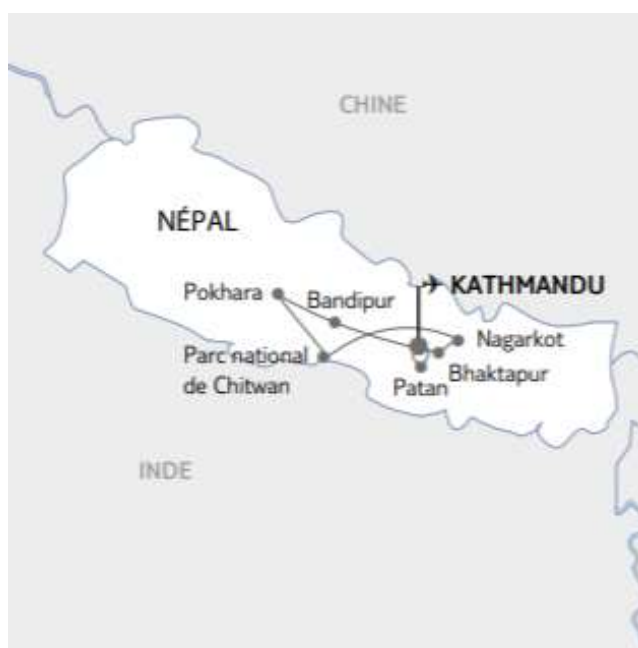 CHINE
NÉPAL
KATHMANDU
Pokhara
Bandipur
Nagarkot
Parc national
de Chitwan
Bhaktapur
Patan
INDE